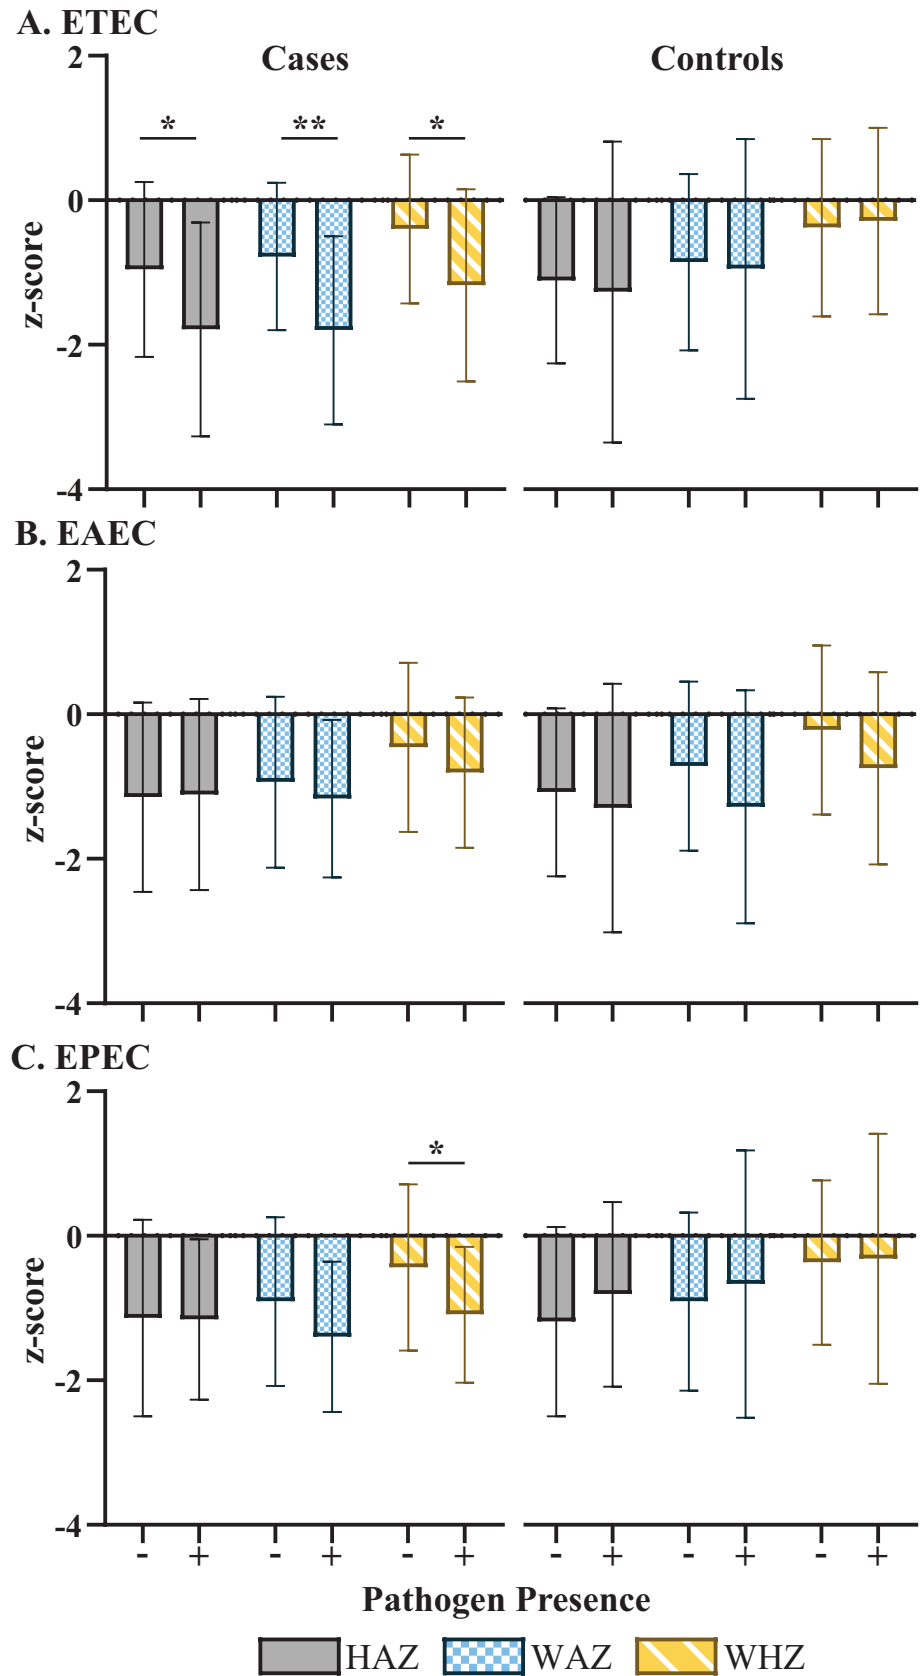 A. ETEC
Cases
Controls
2
0
-2
-4
z-score
*
**
*
B. EAEC
2
0
-2
-4
z-score
C. EPEC
2
0
-2
-4
z-score
*
- + - + - + - + - + - +
Pathogen Presence
HAZ WAZ WHZ